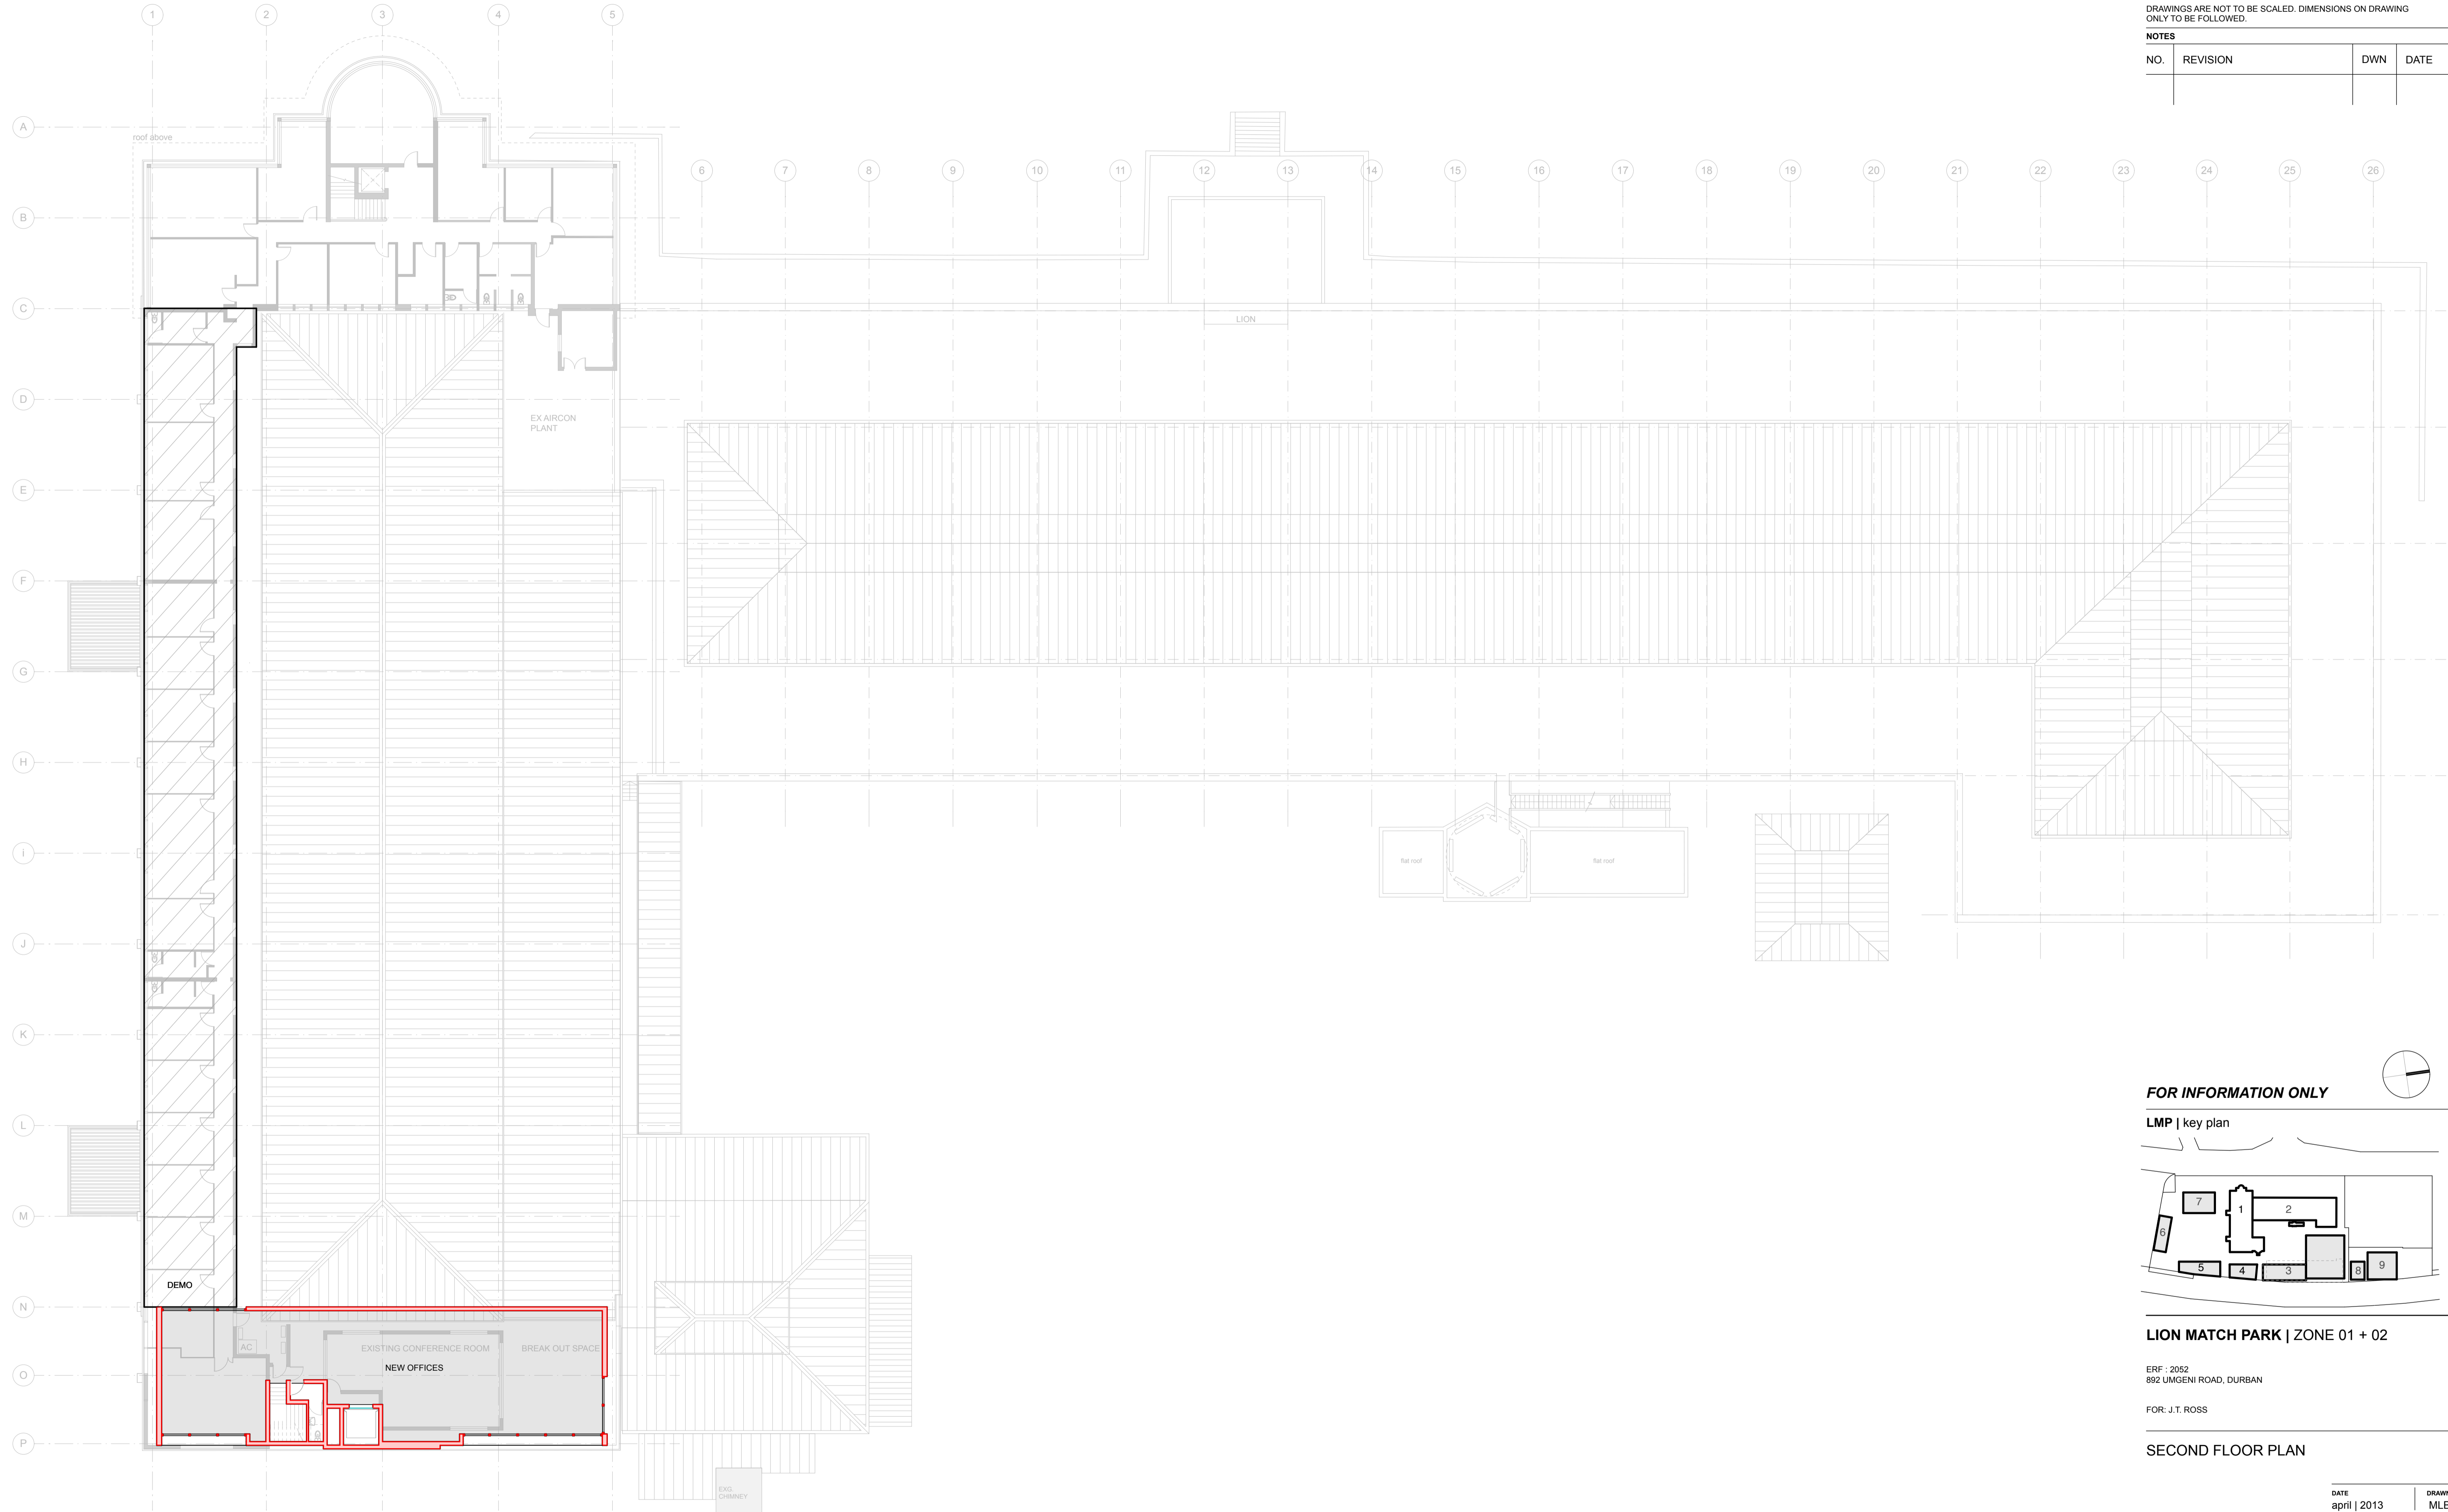 DRAWINGS ARE NOT TO BE SCALED. DIMENSIONS ON DRAWING
ONLY TO BE FOLLOWED.
NOTES
NO. REVISION DWN DATE
1 2 3 4 5
A
roof above
6 7 8 9 10 11 12 13 14 15 16 17 18 19 20 21 22 23 24 25 26
B
C
LION
D
EX AIRCON
PLANT
E
F
G
H
i
flat roof
flat roof
J
K
L
M
DEMO
N
AC
EXISTING CONFERENCE ROOM
BREAK OUT SPACE
NEW OFFICES
O
P
EXG.
CHIMNEY
FOR INFORMATION ONLY
LMP | key plan
7
1
2
6
5
4
3
8
9
LION MATCH PARK | ZONE 01 + 02
ERF : 2052
892 UMGENI ROAD, DURBAN
FOR: J.T. ROSS
SECOND FLOOR PLAN
DATE
april | 2013